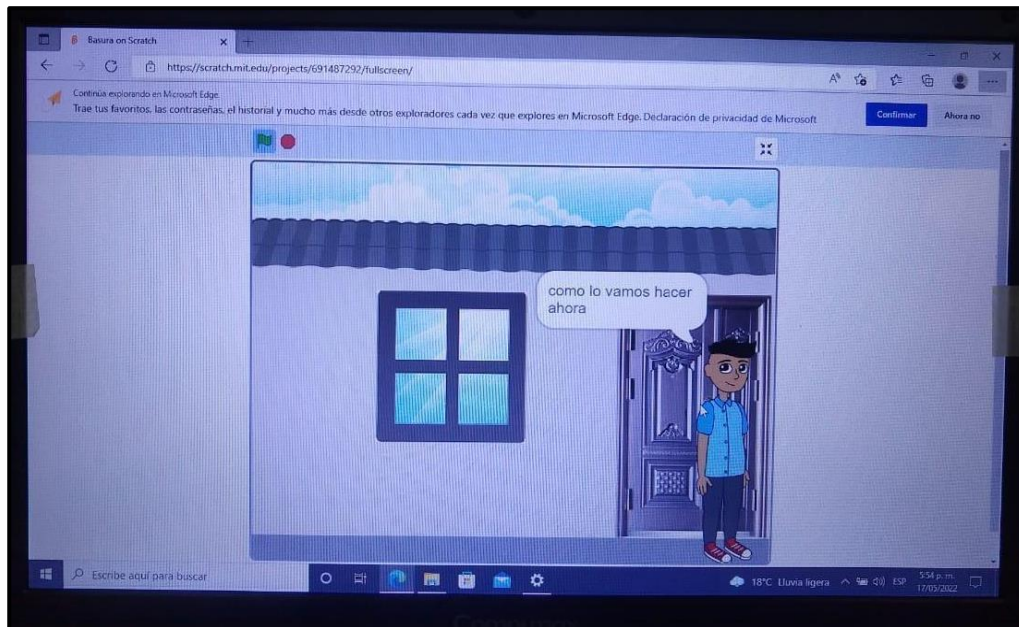 Basura on Scratch
https://scratch.mit.edu/projects/691487292/fullscreen/
Continúa explorando en Microsoft Edge
Trae tus favoritos, las contraseñas, el historial y mucho más desde otros exploradores cada vez que explores en Microsoft Edge. Declaración de privacidad de Microsoft
Confirmar
Ahora no
como lo vamos hacer
ahora
Escribe aquí para buscar
18°C Lluvia ligera
ESP
5:54 p. m.
17/05/2022